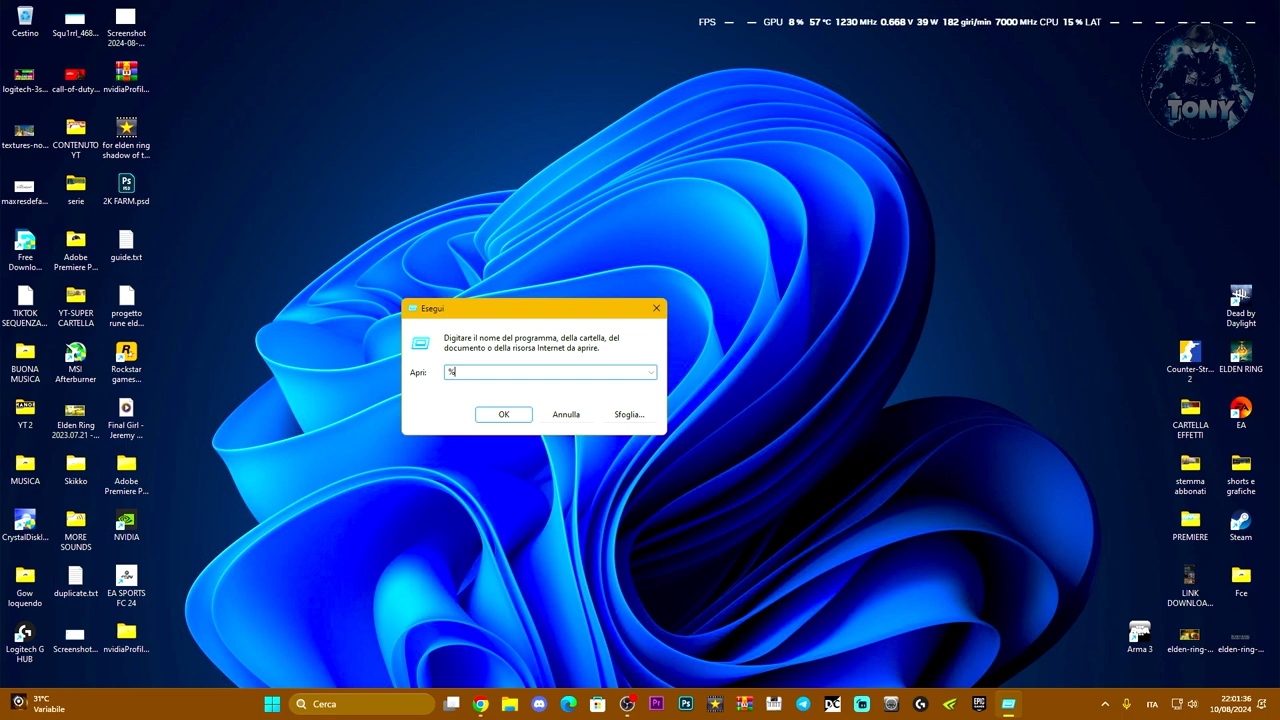 FPS — — GPU 8 % 57 °C 1230 MHz 0.668 V 39 W 182 giri/min 7000 MHz CPU 15 % LAT — — — — — — — —
TONY
Cestino
Squ1rrl_468...
Screenshot
2024-08-...
logitech-3s...
call-of-duty...
nvidiaProfil...
textures-no...
CONTENUTO
YT
for elden ring
shadow of t...
maxresdefa...
serie
2K FARM.psd
Free
Downlo...
Adobe
Premiere P...
guide.txt
TIKTOK
SEQUENZA...
YT-SUPER
CARTELLA
progetto
rune eld...
BUONA
MUSICA
MSI
Afterburner
Rockstar
games...
YT 2
Elden Ring
2023.07.21 -...
Final Girl -
Jeremy ...
MUSICA
Skikko
Adobe
Premiere P...
CrystalDiskI...
MORE
SOUNDS
NVIDIA
Gow
loquendo
duplicate.txt
EA SPORTS
FC 24
Logitech G
HUB
Screenshot...
nvidiaProfil...
Esegui
Digitare il nome del programma, della cartella, del
documento o della risorsa Internet da aprire.
Apri:
%
OK
Annulla
Sfoglia...
Dead by
Daylight
Counter-Str...
2
ELDEN RING
CARTELLA
EFFETTI
EA
stemma
abbonati
shorts e
grafiche
PREMIERE
Steam
LINK
DOWNLOA...
Fce
Arma 3
elden-ring-...
elden-ring-...
31°C
Variabile
Cerca
ITA
22:01:36
10/08/2024